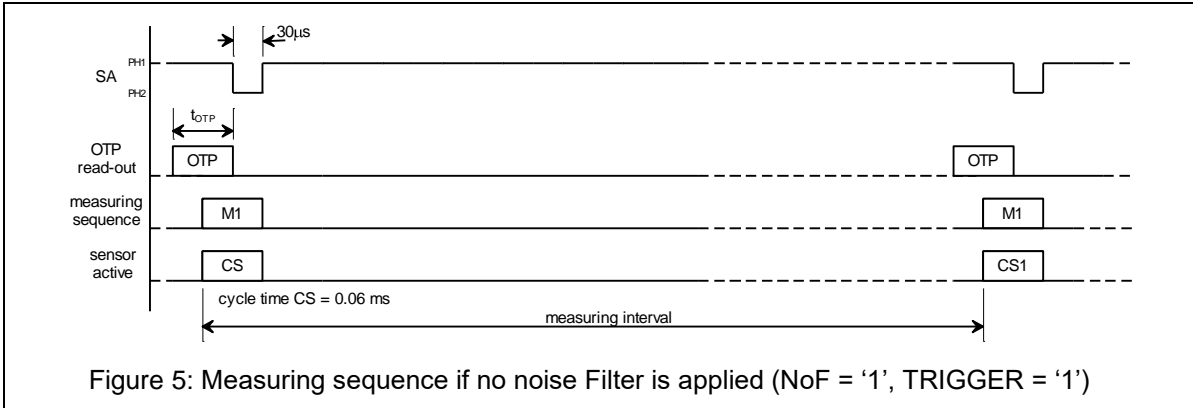 30µs
SA
PH1
PH2
tOTP
OTP
read-out
OTP
OTP
measuring
sequence
M1
M1
sensor
active
CS
CS1
cycle time CS = 0.06 ms
measuring interval
Figure 5: Measuring sequence if no noise Filter is applied (NoF = ‘1’, TRIGGER = ‘1’)